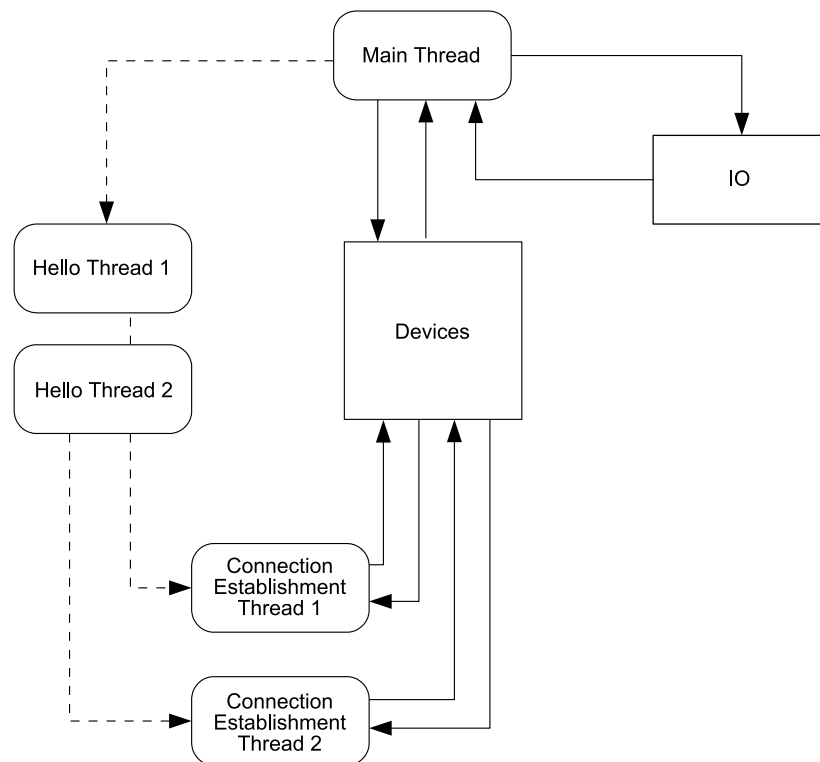 Main Thread
IO
Hello Thread 1
Devices
Hello Thread 2
Connection
Establishment
Thread 1
Connection
Establishment
Thread 2